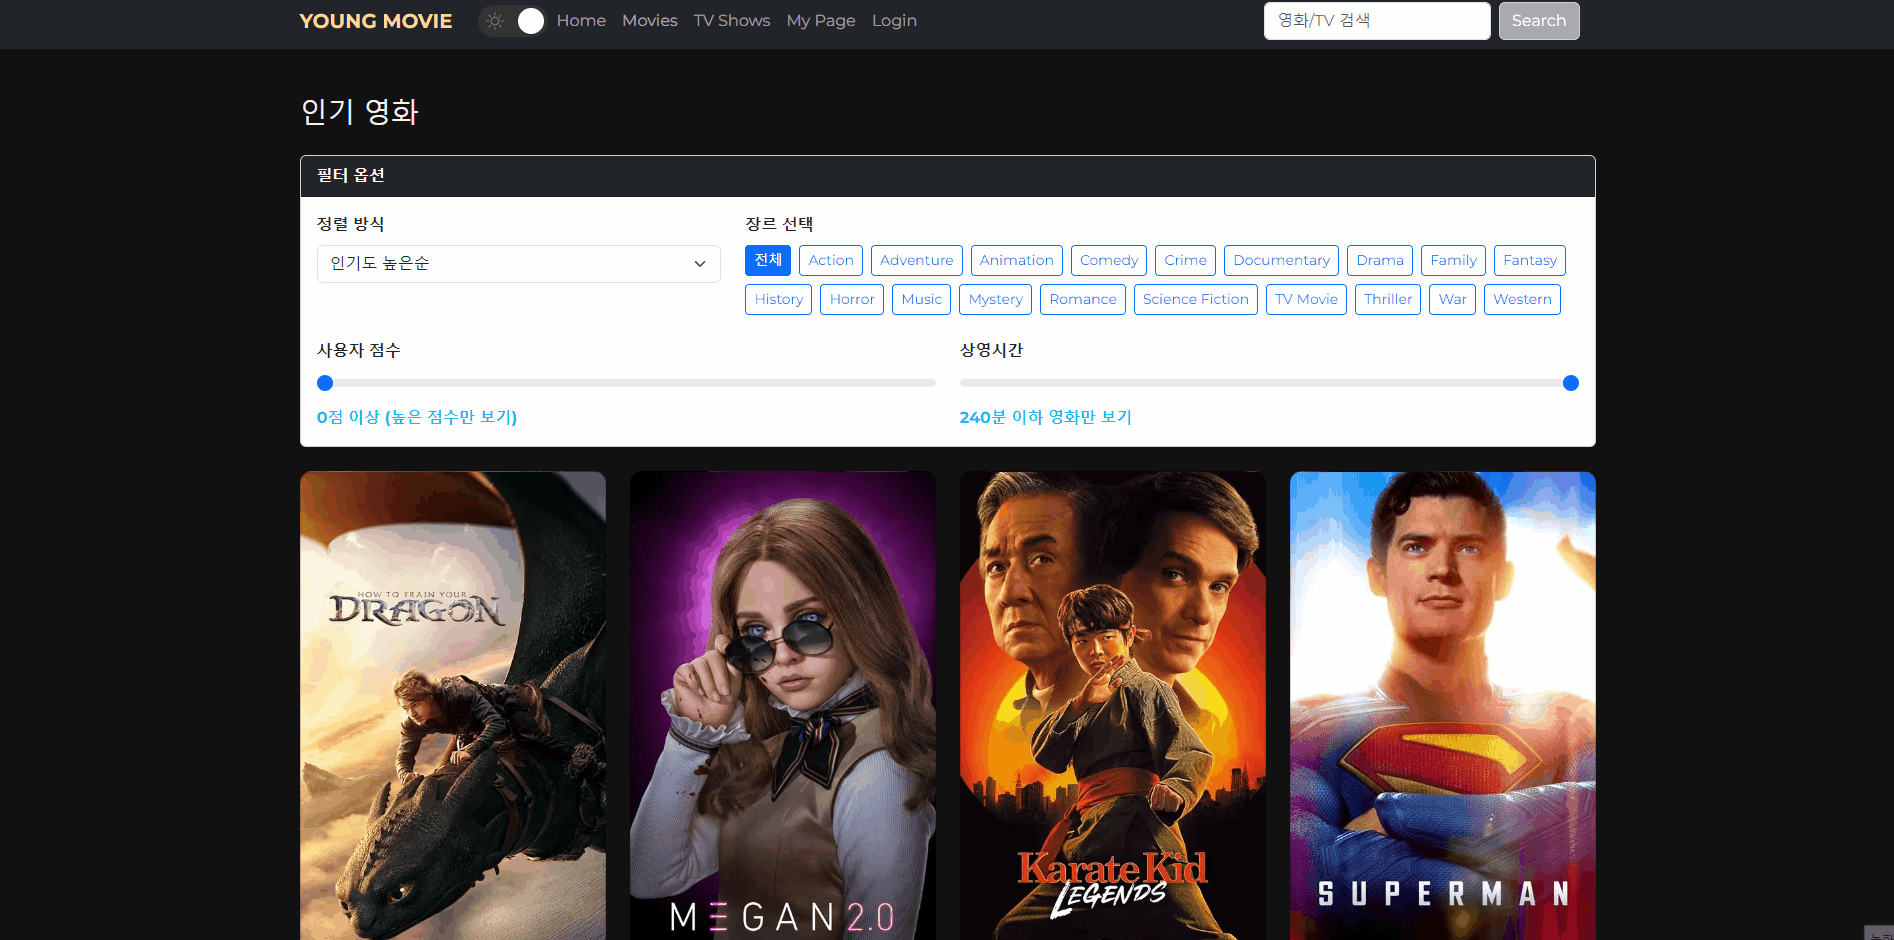 YOUNG MOVIE Home Movies TV Shows My Page Login 영화/TV 검색 Search
인기 영화
필터 옵션
정렬 방식
인기도 높은순
장르 선택
전체 Action Adventure Animation Comedy Crime Documentary Drama Family Fantasy
History Horror Music Mystery Romance Science Fiction TV Movie Thriller War Western
사용자 점수
0점 이상 (높은 점수만 보기)
상영시간
240분 이하 영화만 보기
HOW TO TRAIN YOUR
DRAGON
M≡GAN 2.0
Karate Kid
LEGENDS
SUPERMAN